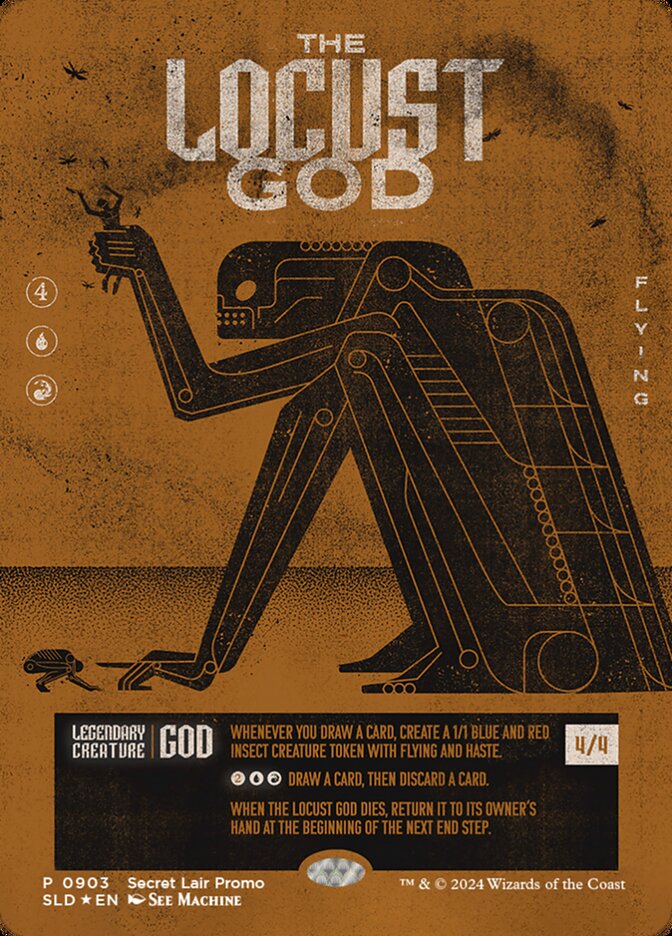 THE
LOCUST
GOD
4
FLYING
LEGENDARY
CREATURE
GOD
WHENEVER YOU DRAW A CARD, CREATE A 1/1 BLUE AND RED
INSECT CREATURE TOKEN WITH FLYING AND HASTE.
4/4
2 DRAW A CARD, THEN DISCARD A CARD.
WHEN THE LOCUST GOD DIES, RETURN IT TO ITS OWNER'S
HAND AT THE BEGINNING OF THE NEXT END STEP.
P 0903 Secret Lair Promo
SLD ★ EN SEE MACHINE
™ & © 2024 Wizards of the Coast